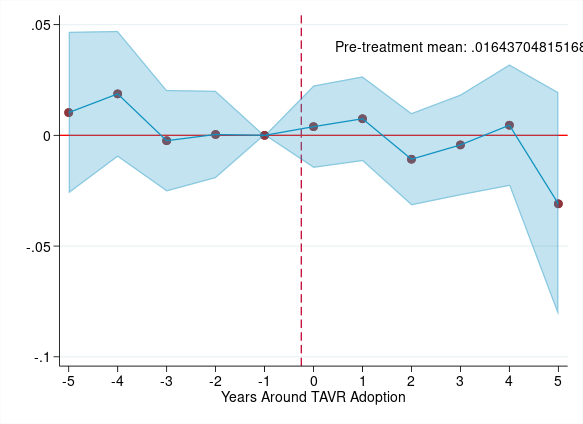 .05
Pre-treatment mean: .01643704815168
0
-.05
-.1
-5 -4 -3 -2 -1 0 1 2 3 4 5
Years Around TAVR Adoption